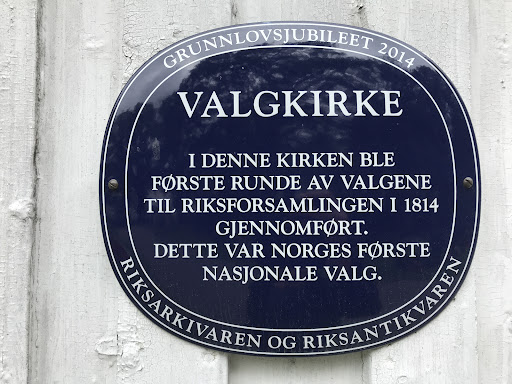 GRUNNLOVSJUBILEET 2014
VALGKIRKE
I DENNE KIRKEN BLE
FØRSTE RUNDE AV VALGENE
TIL RIKSFORSAMLINGEN I 1814
GJENNOMFØRT.
DETTE VAR NORGES FØRSTE
NASJONALE VALG.
RIKSARKIVAREN OG RIKSANTIKVAREN